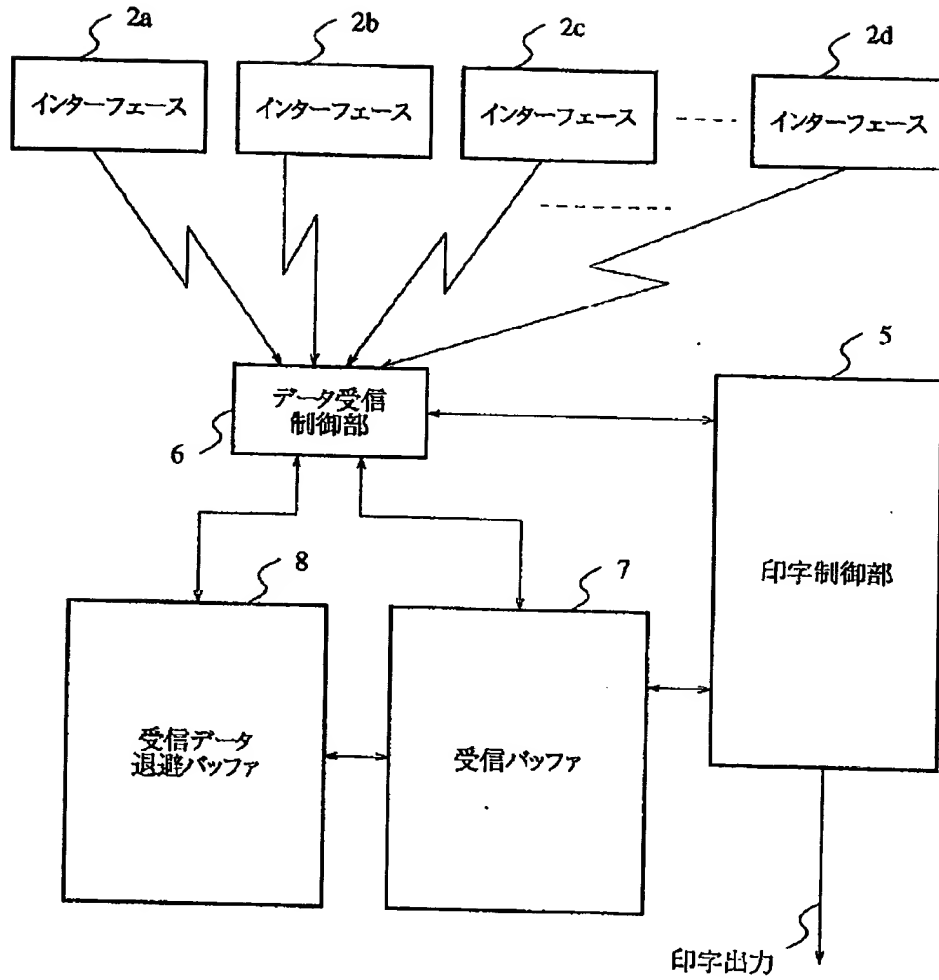 2a
2b
2c
2d
インターフェース
インターフェース
インターフェース
インターフェース
5
データ受信
制御部
6
印字制御部
8
7
受信データ
退避バッファ
受信バッファ
印字出力